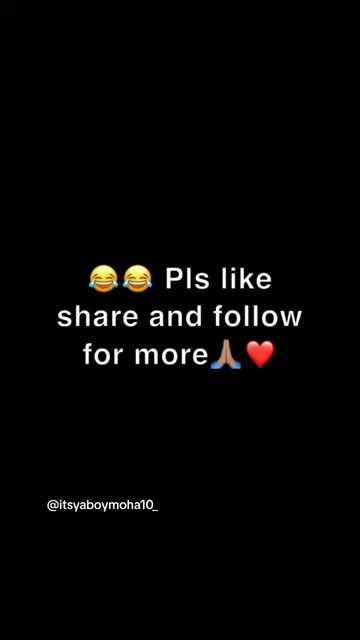 😂😂 Pls like
share and follow
for more🙏🏽❤️
@itsyaboymoha10_